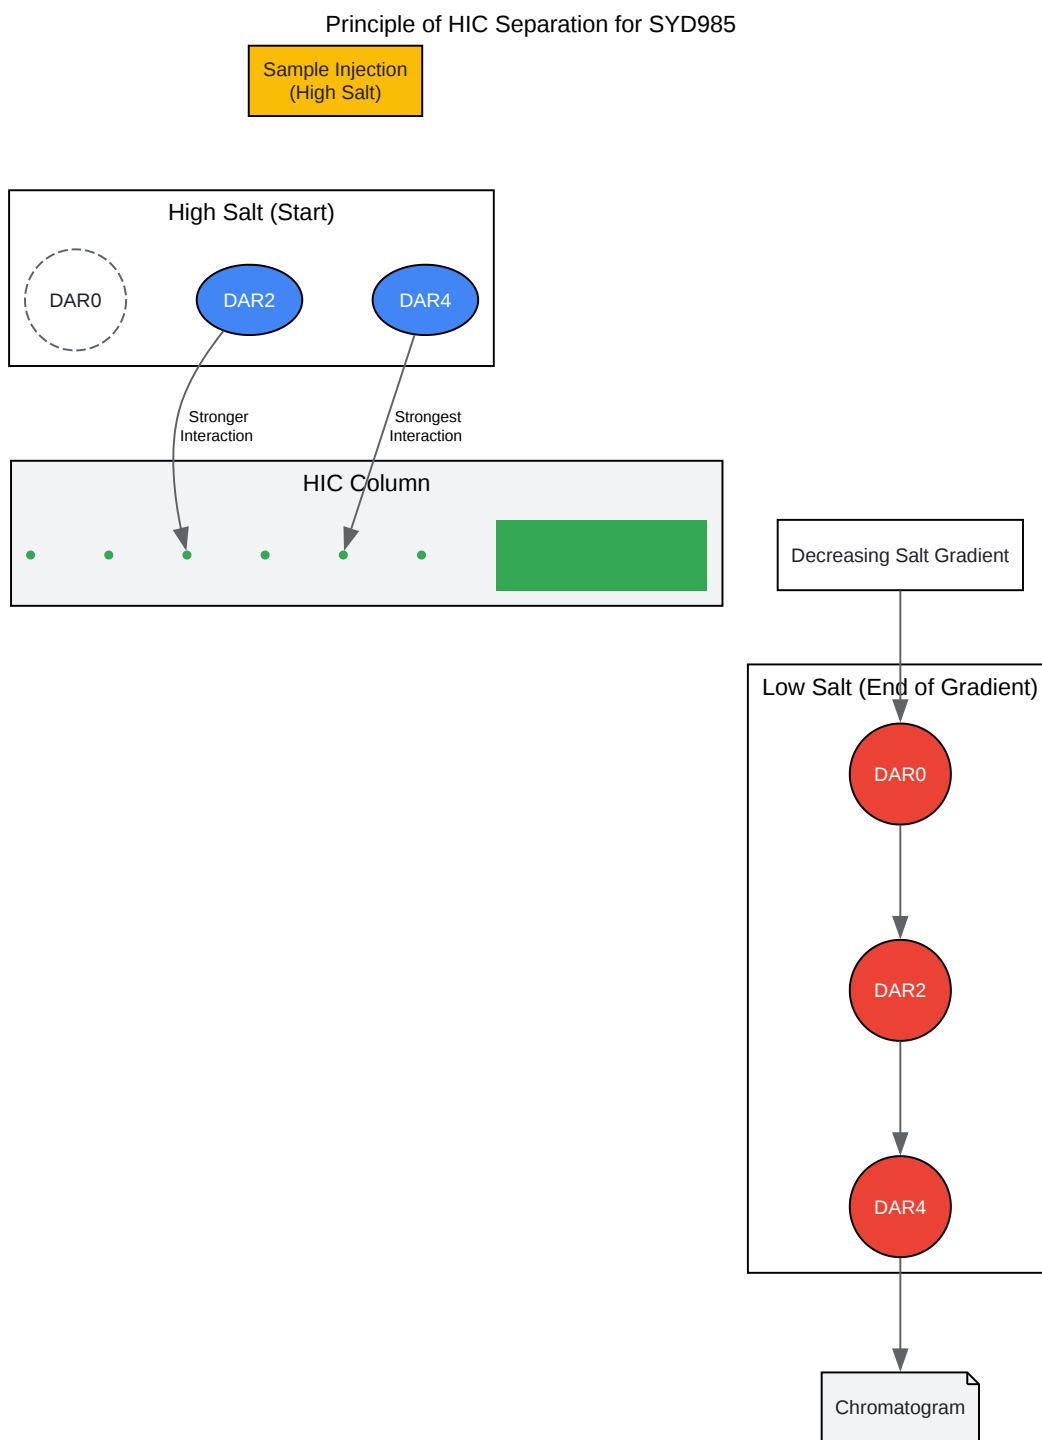 Principle of HIC Separation for SYD985
Sample Injection
(High Salt)
High Salt (Start)
DAR0
DAR2
DAR4
Stronger
Interaction
Strongest
Interaction
HIC Column
Decreasing Salt Gradient
Low Salt (End of Gradient)
DAR0
DAR2
DAR4
Chromatogram